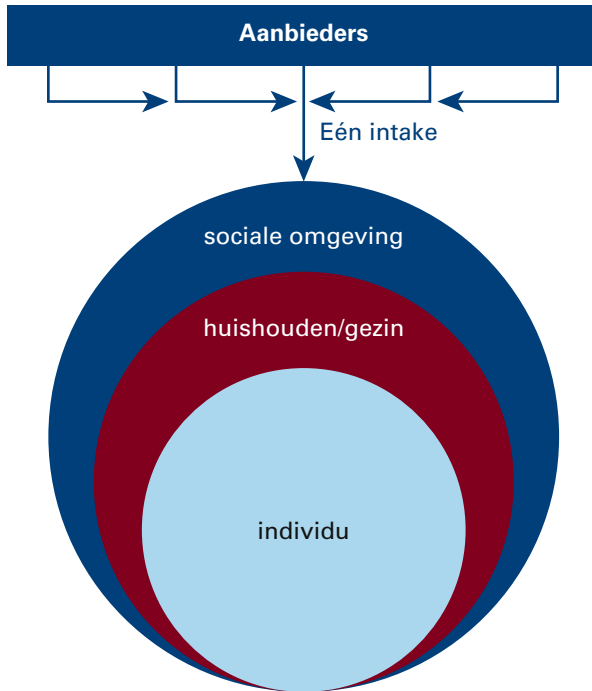 Aanbieders
Eén intake
sociale omgeving
huishouden/gezin
individu